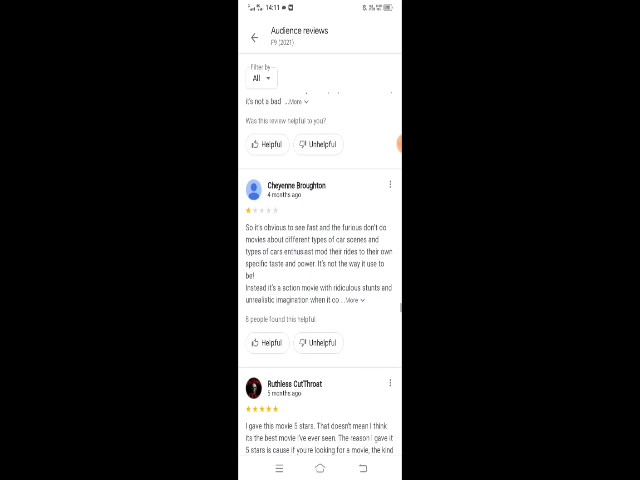 14:11
Audience reviews
F9 (2021)
Filter by
All
it's not a bad ...More
Was this review helpful to you?
Helpful
Unhelpful
Cheyenne Broughton
4 months ago
So it's obvious to see fast and the furious don't do
movies about different types of car scenes and
types of cars enthusiast mod their rides to their own
specific taste and power. It's not the way it use to
be!
Instead it's a action movie with ridiculous stunts and
unrealistic imagination when it co ...More
8 people found this helpful.
Helpful
Unhelpful
Ruthless CutThroat
5 months ago
I gave this movie 5 stars. That doesn't mean I think
its the best movie I've ever seen. The reason I gave it
5 stars is cause if you're looking for a movie, the kind